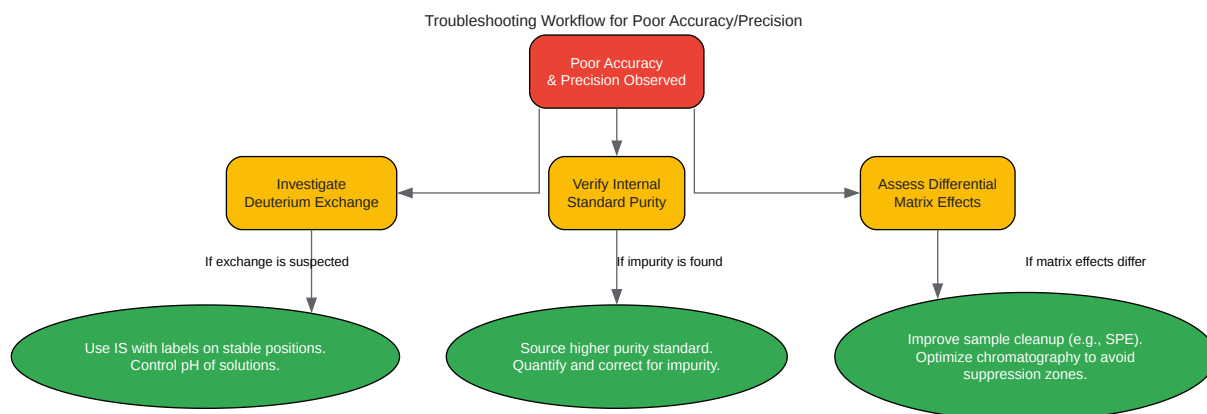 Troubleshooting Workflow for Poor Accuracy/Precision
Poor Accuracy
& Precision Observed
Investigate
Deuterium Exchange
Verify Internal
Standard Purity
Assess Differential
Matrix Effects
If exchange is suspected
If impurity is found
If matrix effects differ
Use IS with labels on stable positions.
Control pH of solutions.
Source higher purity standard.
Quantify and correct for impurity.
Improve sample cleanup (e.g., SPE).
Optimize chromatography to avoid
suppression zones.